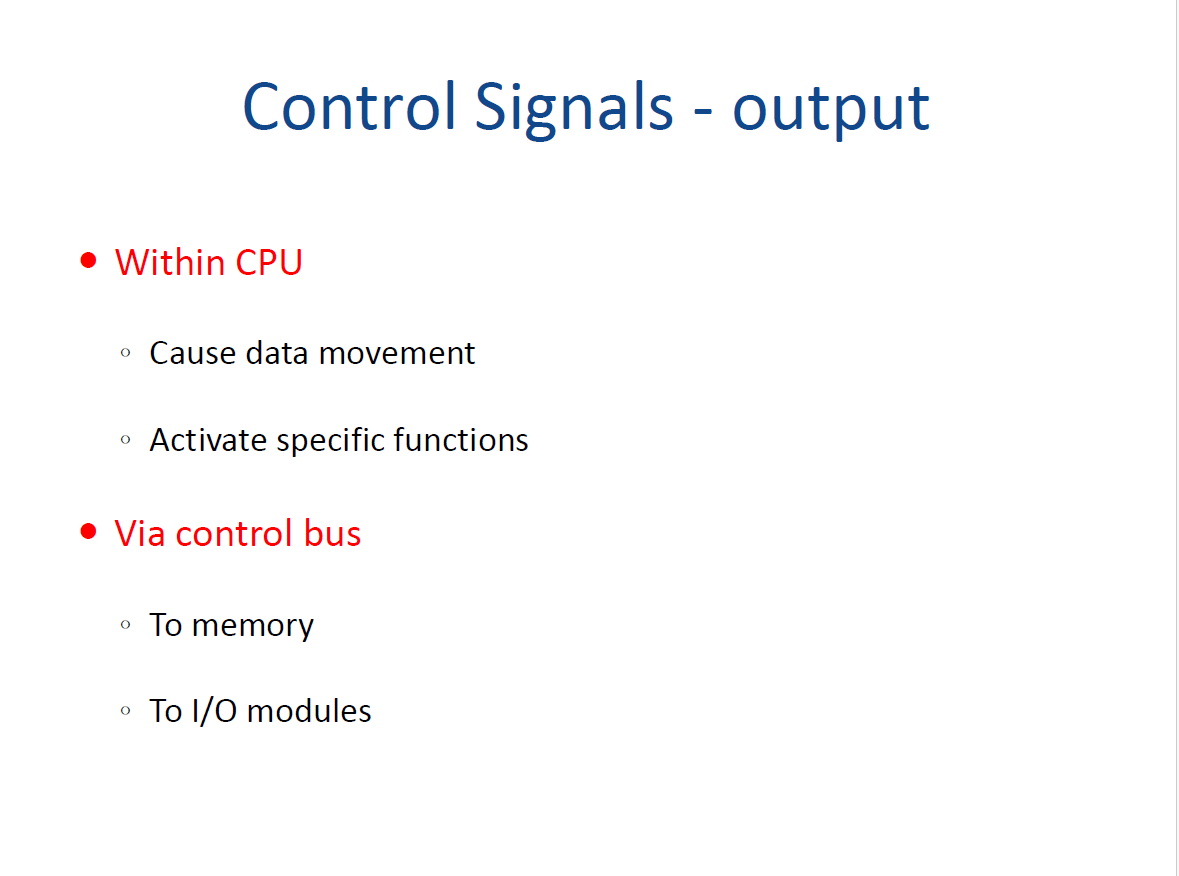 Control Signals - output
• Within CPU
○ Cause data movement
○ Activate specific functions
• Via control bus
○ To memory
○ To I/O modules